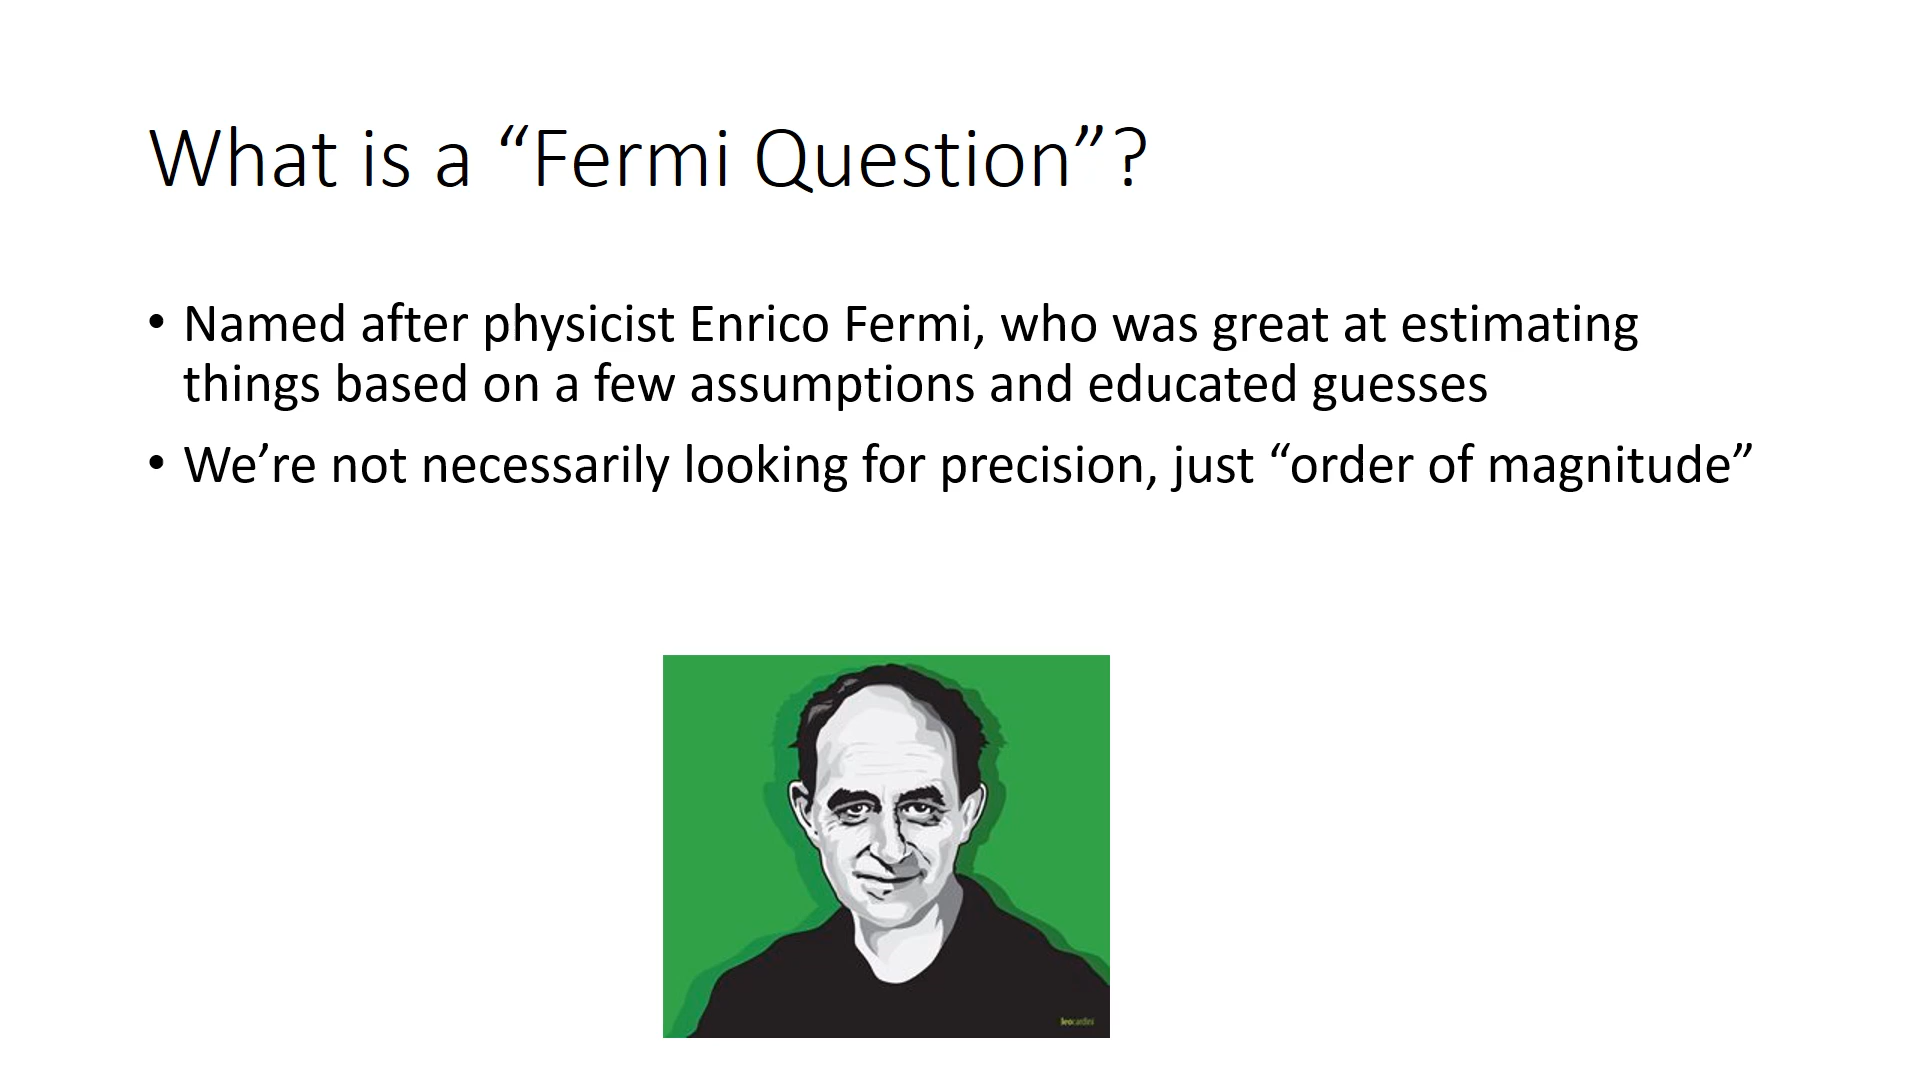 What is a “Fermi Question”?
• Named after physicist Enrico Fermi, who was great at estimating
things based on a few assumptions and educated guesses
• We’re not necessarily looking for precision, just “order of magnitude”
leocardini